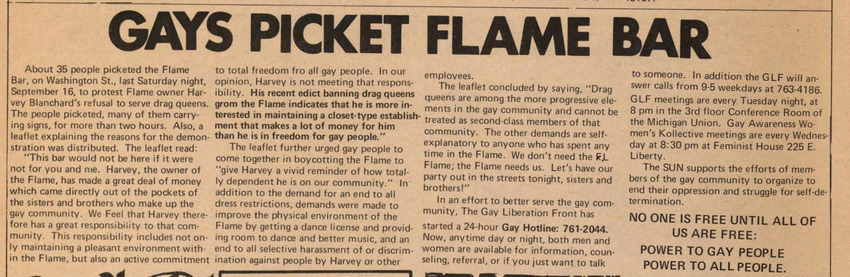 GAYS PICKET FLAME BAR
About 35 people picketed the Flame
Bar, on Washington St., last Saturday night,
September 16, to protest Flame owner Har-
vey Blanchard's refusal to serve drag queens.
The people picketed, many of them carry-
ing signs, for more than two hours. Also, a
leaflet explaining the reasons for the demon-
stration was distributed. The leaflet read:
"This bar would not be here if it were
not for you and me. Harvey, the owner of
the Flame, has made a great deal of money
which came directly out of the pockets of
the sisters and brothers who make up the
gay community. We Feel that Harvey there-
fore has a great responsibility to that com-
munity. This responsibility includes not on-
ly maintaining a pleasant environment with-
in the Flame, but also an active commitment
to total freedom fro all gay people. In our
opinion, Harvey is not meeting that respons-
ibility. His recent edict banning drag queens
grom the Flame indicates that he is more in-
terested in maintaining a closet-type establish-
ment that makes a lot of money for him
than he is in freedom for gay people."
The leaflet further urged gay people to
come together in boycotting the Flame to
"give Harvey a vivid reminder of how total-
ly dependent he is on our community." In
addition to the demand for an end to all
dress restrictions, demands were made to
improve the physical environment of the
Flame by getting a dance license and provid-
ing room to dance and better music, and an
end to all selective harassment of or discrim-
ination against people by Harvey or other
employees.
The leaflet concluded by saying, "Drag
queens are among the more progressive ele-
ments in the gay community and cannot be
treated as second-class members of that
community. The other demands are self-
explanatory to anyone who has spent any
time in the Flame. We don't need the
Flame; the Flame needs us. Let's have our
party out in the streets tonight, sisters and
brothers!"
In an effort to better serve the gay com-
munity, The Gay Liberation Front has
started a 24-hour Gay Hotline: 761-2044.
Now, anytime day or night, both men and
women are available for information, coun-
seling, referral, or if you just want to talk
to someone. In addition the GLF will an-
swer calls from 9-5 weekdays at 763-4186.
GLF meetings are every Tuesday night, at
8 pm in the 3rd floor Conference Room of
the Michigan Union. Gay Awareness Wo-
men's Kollective meetings are every Wednes-
day at 8:30 pm at Feminist House 225 E.
Liberty.
The SUN supports the efforts of mem-
bers of the gay community to organize to
end their oppression and struggle for self-de-
termination.
NO ONE IS FREE UNTIL ALL OF
US ARE FREE:
POWER TO GAY PEOPLE
POWER TO ALL PEOPLE.